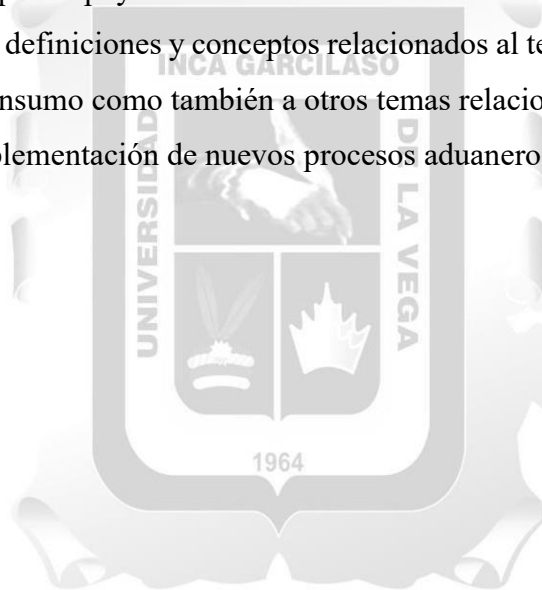 definiciones y conceptos relacionados al te
INCA GARCILASO
nsumo como también a otros temas relacio
plementación de nuevos procesos aduanero
UNIVERSIDAD
DE LA VEGA
1964